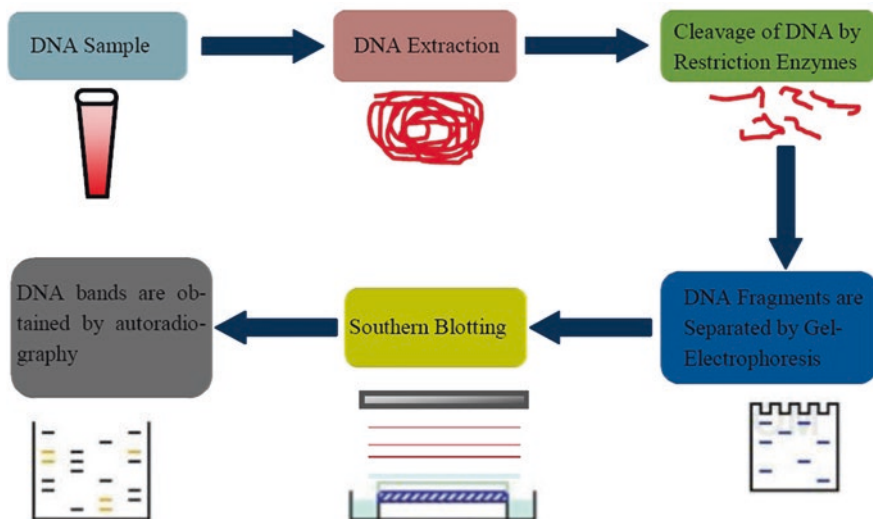 DNA Sample
DNA Extraction
Cleavage of DNA by
Restriction Enzymes
DNA Fragments are
Separated by Gel-
Electrophoresis
Southern Blotting
DNA bands are ob-
tained by autoradio-
graphy